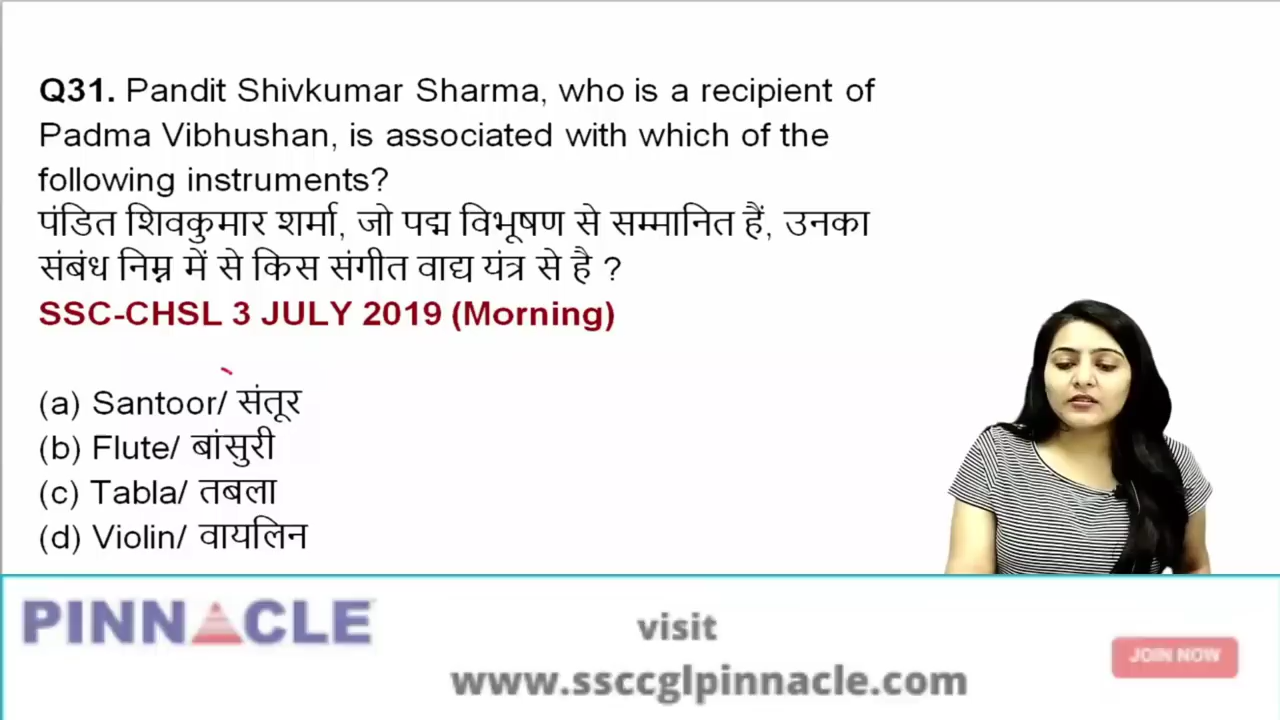 Q31. Pandit Shivkumar Sharma, who is a recipient of
Padma Vibhushan, is associated with which of the
following instruments?
पंडित शिवकुमार शर्मा, जो पद्म विभूषण से सम्मानित हैं, उनका
संबंध निम्न में से किस संगीत वाद्य यंत्र से है ?
SSC-CHSL 3 JULY 2019 (Morning)
(a) Santoor/ संतूर
(b) Flute/ बांसुरी
(c) Tabla/ तबला
(d) Violin/ वायलिन
PINNACLE
visit
www.ssccglpinnacle.com
JOIN NOW